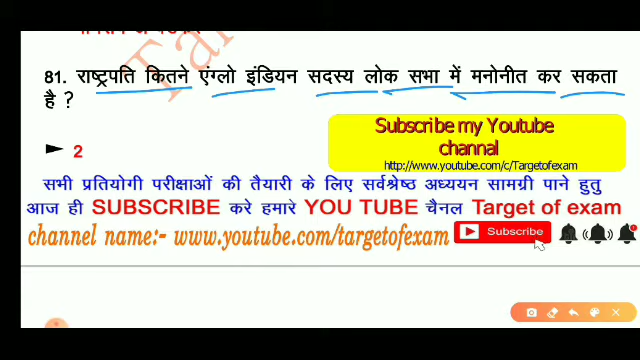 81. राष्ट्रपति कितने एंग्लो इंडियन सदस्य लोक सभा में मनोनीत कर सकता
है ?
► 2
Subscribe my Youtube
channal
http://www.youtube.com/c/Targetofexam
सभी प्रतियोगी परीक्षाओं की तैयारी के लिए सर्वश्रेष्ठ अध्ययन सामग्री पाने हुतु
आज ही SUBSCRIBE करे हमारे YOU TUBE चैनल Target of exam
channel name:- www.youtube.com/targetofexam
Subscribe